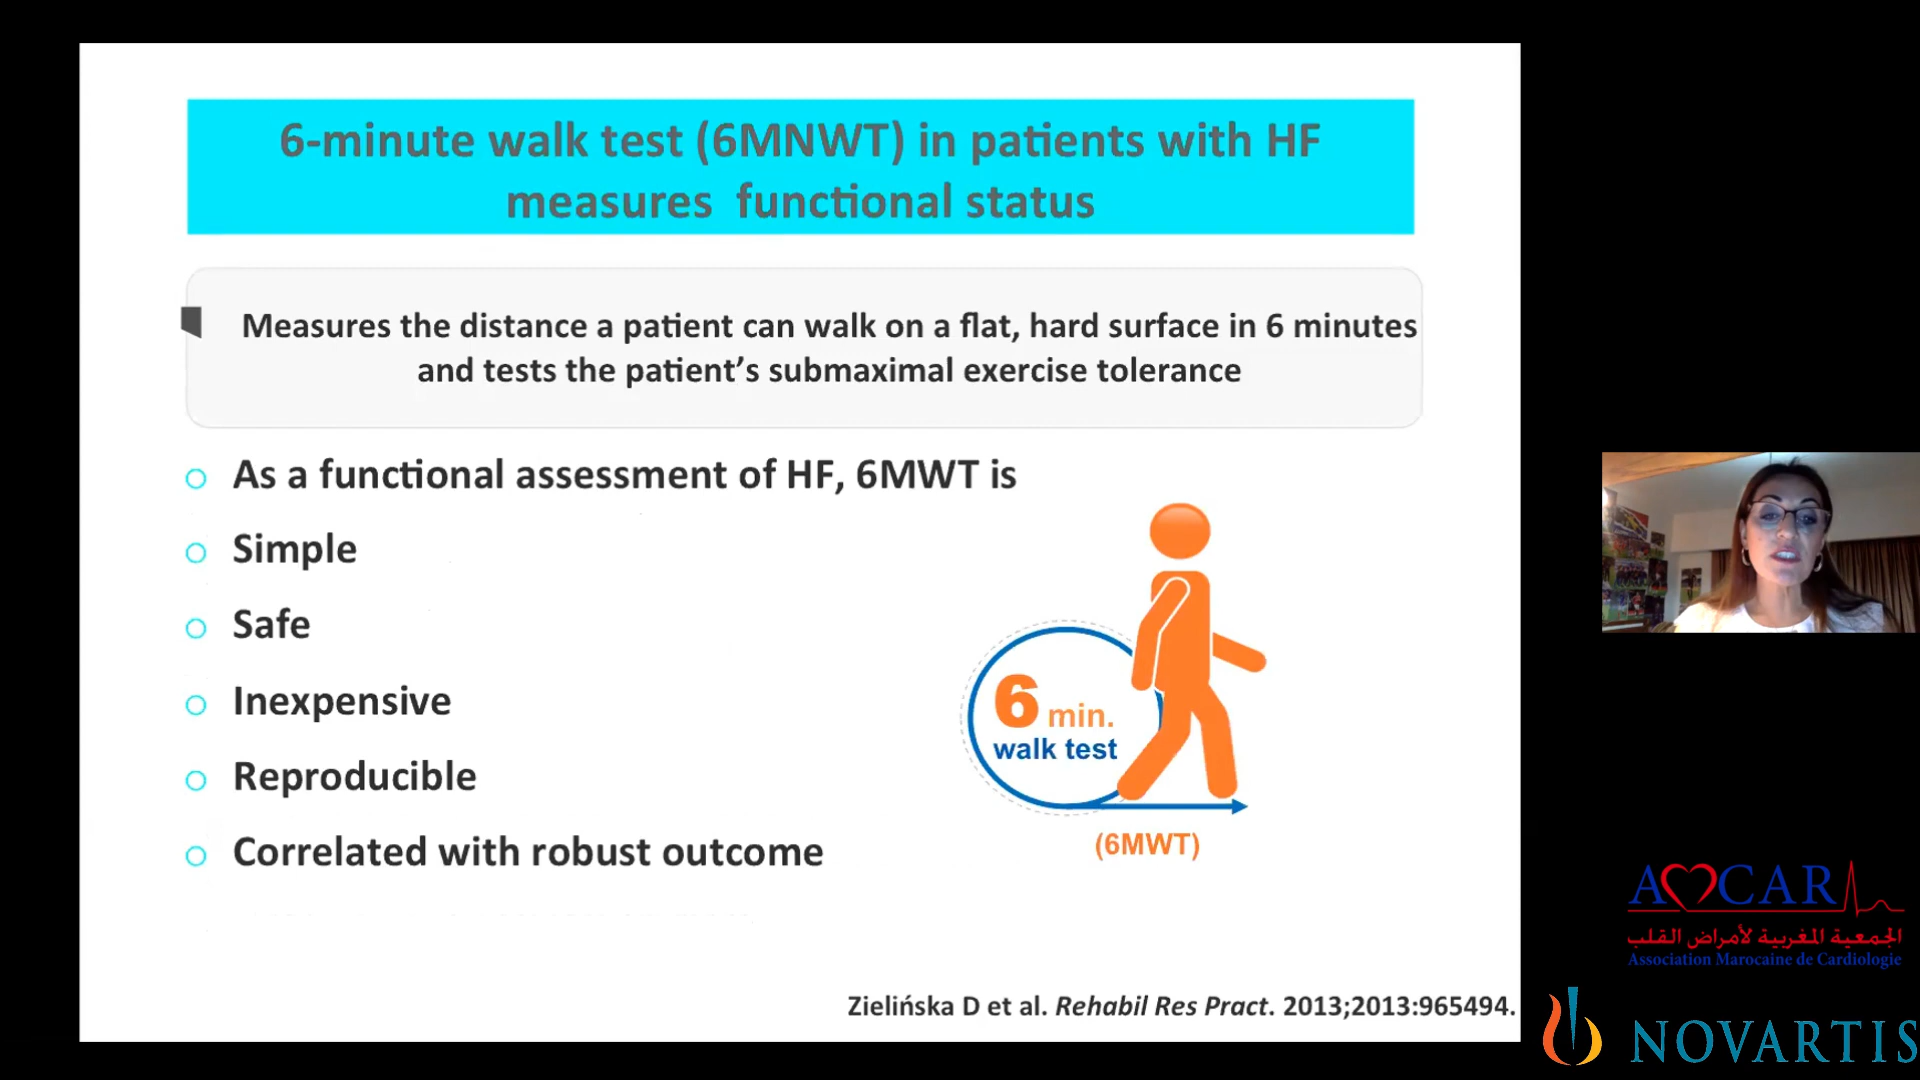 6-minute walk test (6MNWT) in patients with HF
measures functional status
Measures the distance a patient can walk on a flat, hard surface in 6 minutes
and tests the patient’s submaximal exercise tolerance
As a functional assessment of HF, 6MWT is
Simple
Safe
Inexpensive
Reproducible
Correlated with robust outcome
6 min.
walk test
(6MWT)
Zielińska D et al. Rehabil Res Pract. 2013;2013:965494.
AMCAR
الجمعية المغربية لأمراض القلب
Association Marocaine de Cardiologie
NOVARTIS